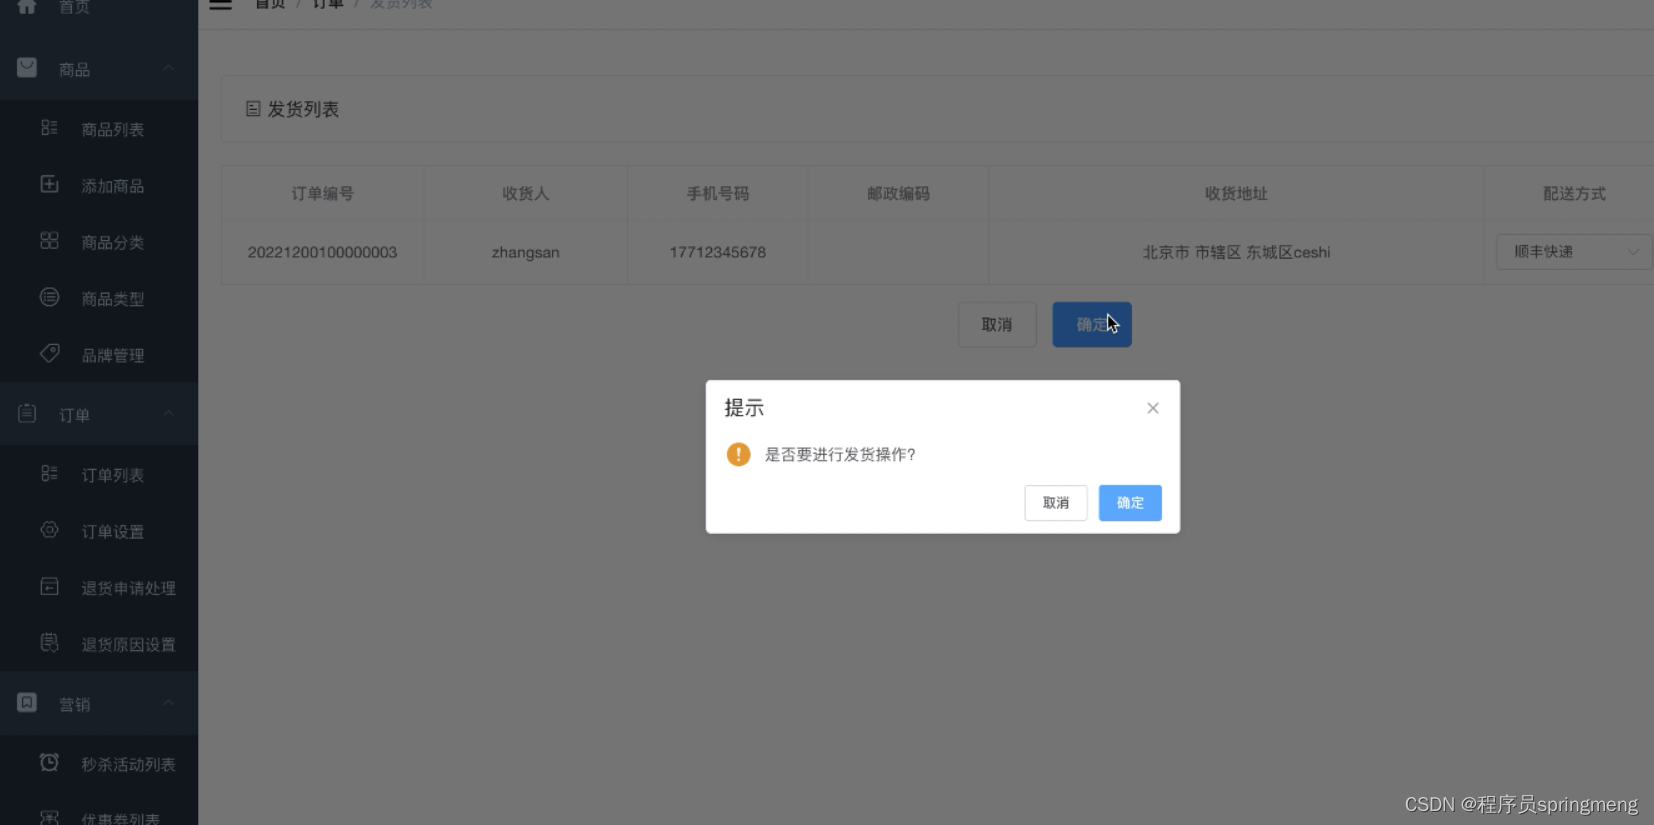 首页
首页 / 订单 / 发货列表
商品
商品列表
添加商品
商品分类
商品类型
品牌管理
订单
订单列表
订单设置
退货申请处理
退货原因设置
营销
秒杀活动列表
优惠券列表
发货列表
订单编号 收货人 手机号码 邮政编码 收货地址 配送方式
20221200100000003 zhangsan 17712345678 北京市 市辖区 东城区ceshi 顺丰快递
取消 确定
提示
是否要进行发货操作?
取消 确定
CSDN @程序员springmeng